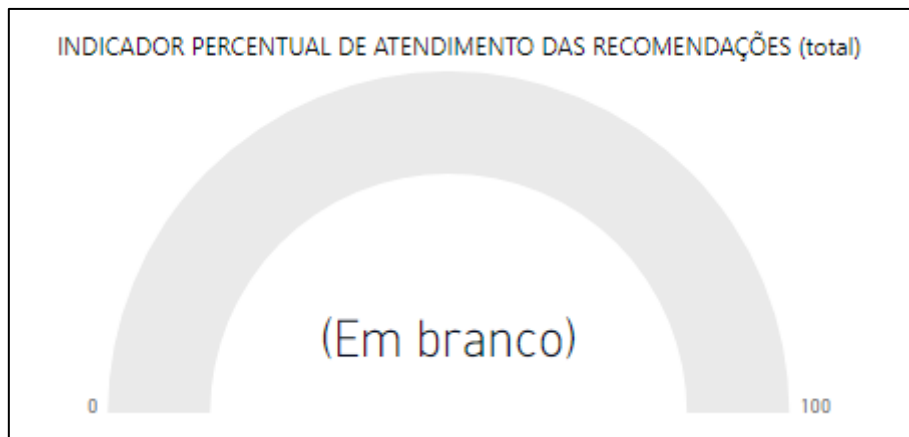 INDICADOR PERCENTUAL DE ATENDIMENTO DAS RECOMENDAÇÕES (total)
(Em branco)
0
100